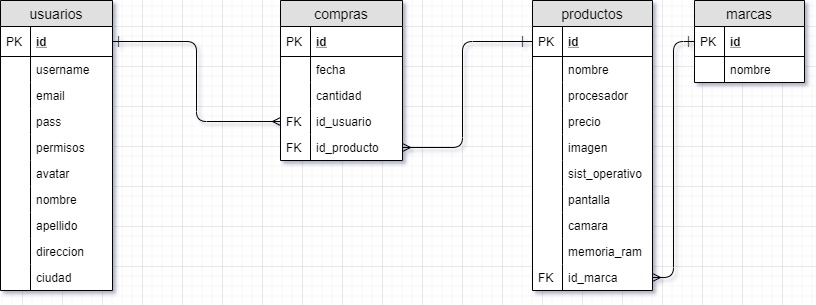 usuarios
PK id
username
email
pass
permisos
avatar
nombre
apellido
direccion
ciudad
compras
PK id
fecha
cantidad
FK id_usuario
FK id_producto
productos
PK id
nombre
procesador
precio
imagen
sist_operativo
pantalla
camara
memoria_ram
FK id_marca
marcas
PK id
nombre